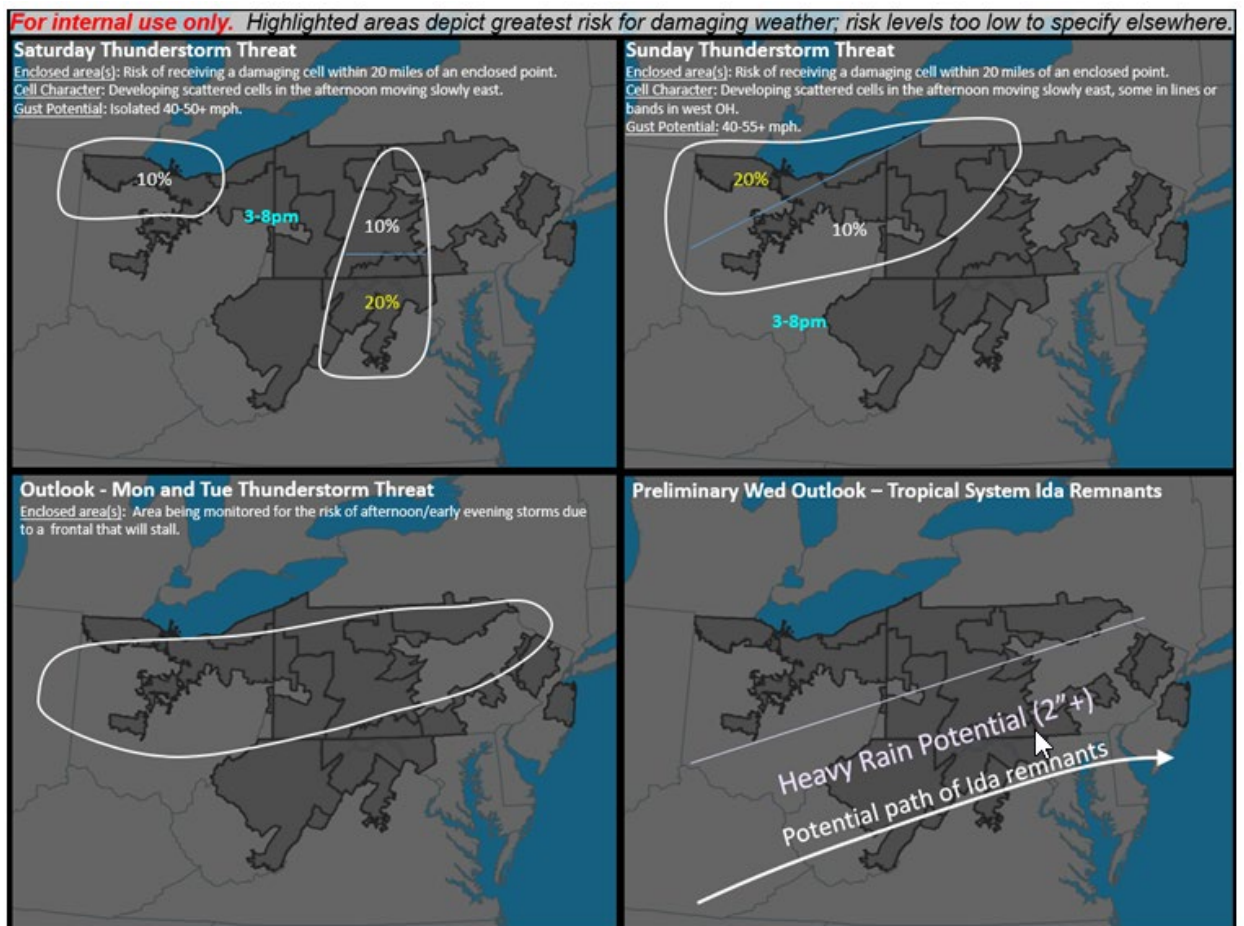 For internal use only. Highlighted areas depict greatest risk for damaging weather; risk levels too low to specify elsewhere.
Saturday Thunderstorm Threat
Enclosed area(s): Risk of receiving a damaging cell within 20 miles of an enclosed point.
Cell Character: Developing scattered cells in the afternoon moving slowly east.
Gust Potential: Isolated 40-50+ mph.
10%
3-8pm
10%
20%
Sunday Thunderstorm Threat
Enclosed area(s): Risk of receiving a damaging cell within 20 miles of an enclosed point.
Cell Character: Developing scattered cells in the afternoon moving slowly east, some in lines or
bands in west OH.
Gust Potential: 40-55+ mph.
20%
10%
3-8pm
Outlook - Mon and Tue Thunderstorm Threat
Enclosed area(s): Area being monitored for the risk of afternoon/early evening storms due
to a frontal that will stall.
Preliminary Wed Outlook – Tropical System Ida Remnants
Heavy Rain Potential (2”+)
Potential path of Ida remnants